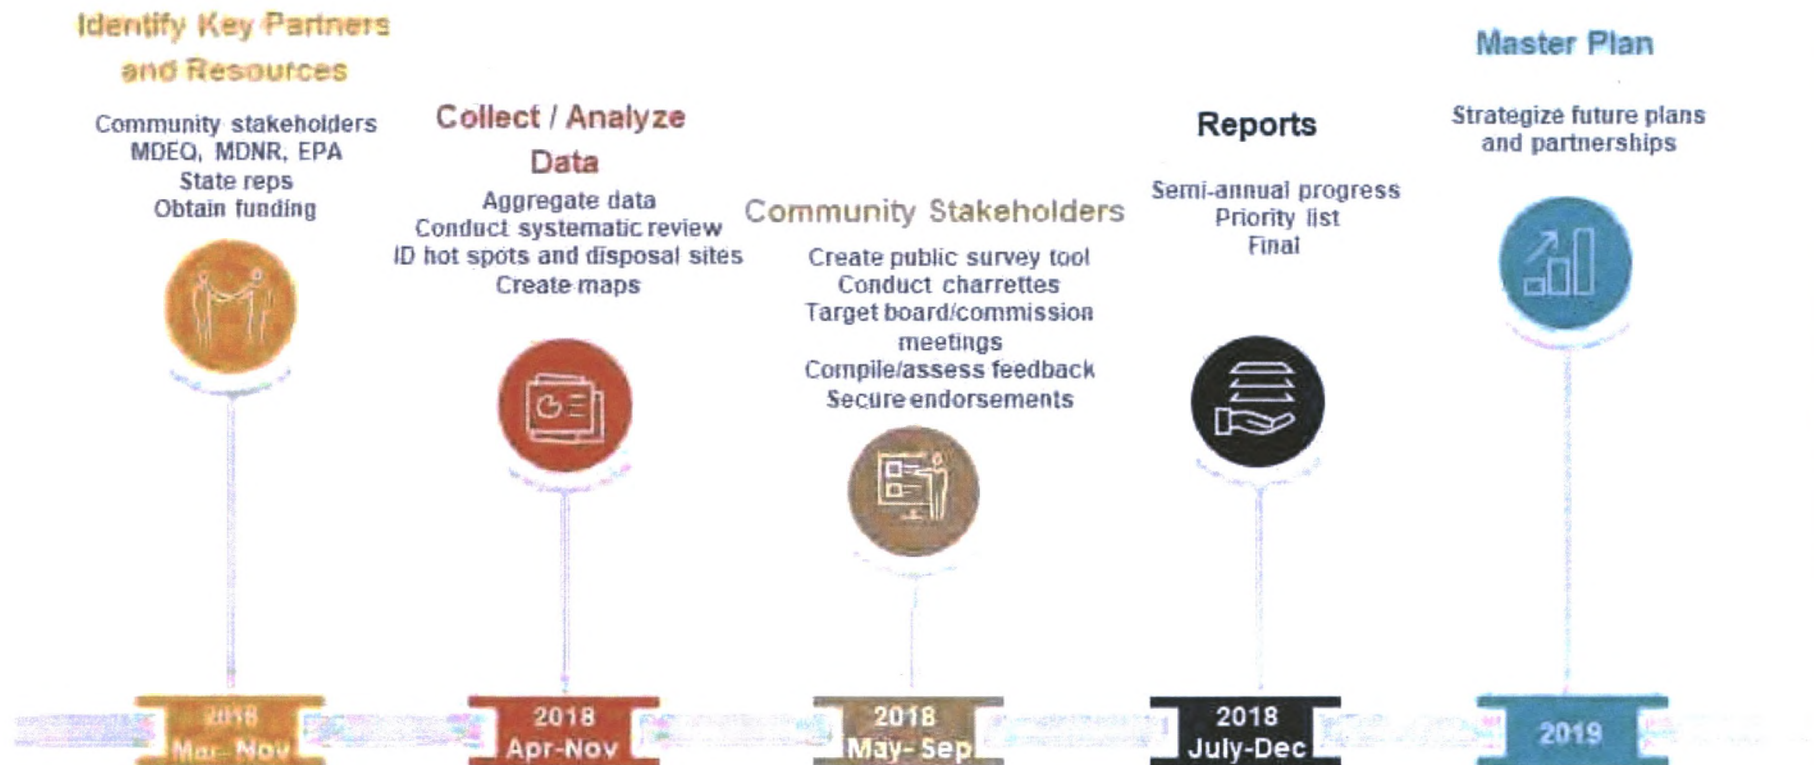 Identify Key Partners
and Resources
Community stakeholders
MDEQ, MDNR, EPA
State reps
Obtain funding
Collect / Analyze
Data
Aggregate data
Conduct systematic review
ID hot spots and disposal sites
Create maps
Community Stakeholders
Create public survey tool
Conduct charrettes
Target board/commission
meetings
Compile/assess feedback
Secure endorsements
Reports
Semi-annual progress
Priority list
Final
Master Plan
Strategize future plans
and partnerships
2018
Mar- Nov
2018
Apr-Nov
2018
May- Sep
2018
July-Dec
2019